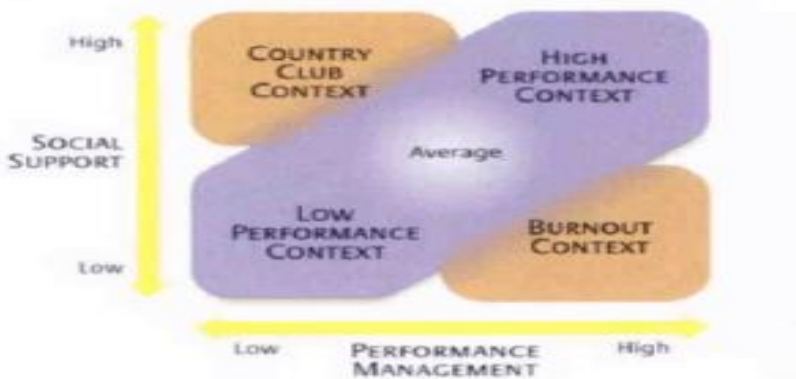 High
COUNTRY
CLUB
CONTEXT
HIGH
PERFORMANCE
CONTEXT
SOCIAL
SUPPORT
Average
LOW
PERFORMANCE
CONTEXT
BURNOUT
CONTEXT
Low
Low
PERFORMANCE
MANAGEMENT
High